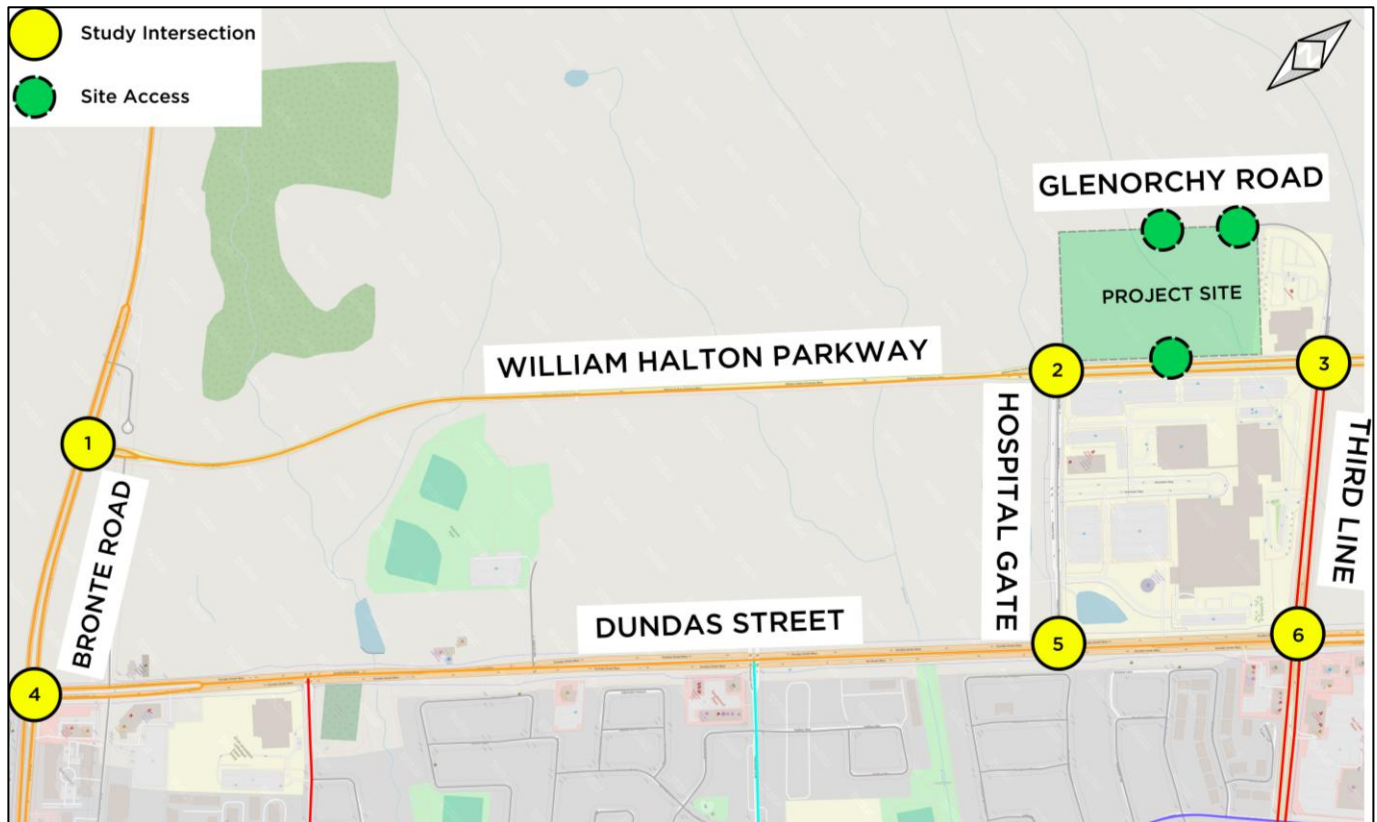 Study Intersection
Site Access
GLENORCHY ROAD
PROJECT SITE
WILLIAM HALTON PARKWAY
2
3
1
HOSPITAL GATE
THIRD LINE
BRONTE ROAD
DUNDAS STREET
5
6
4